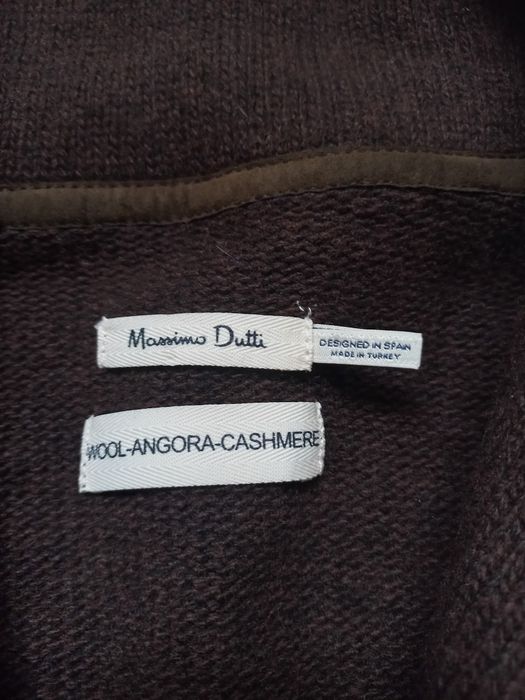 Massimo Dutti
DESIGNED IN SPAIN
MADE IN TURKEY
WOOL-ANGORA-CASHMERE